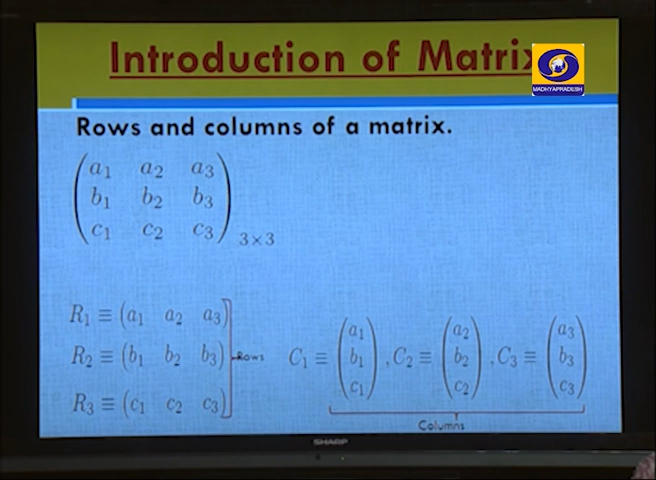 Introduction of Matrix
MADHYAPRADESH
Rows and columns of a matrix.
a₁ a₂ a₃
b₁ b₂ b₃
c₁ c₂ c₃
3×3
R₁ ≡ (a₁ a₂ a₃)
R₂ ≡ (b₁ b₂ b₃)
R₃ ≡ (c₁ c₂ c₃)
Rows
C₁ ≡ (a₁ b₁ c₁) , C₂ ≡ (a₂ b₂ c₂) , C₃ ≡ (a₃ b₃ c₃)
Columns
SHARP